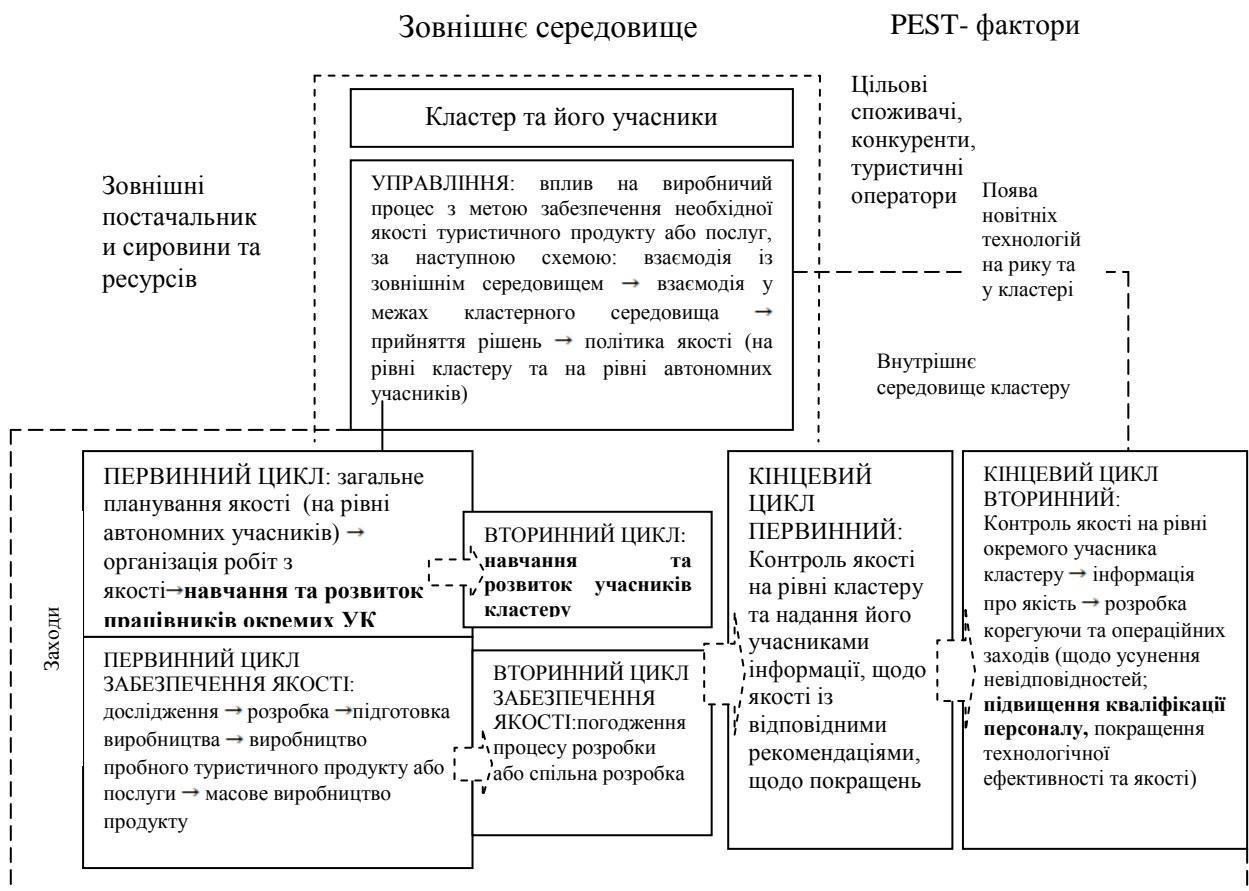 Зовнішнє середовище
PEST- фактори
Кластер та його учасники
Цільові
споживачі,
конкуренти,
туристичні
оператори
Зовнішні
постачальник
и сировини та
ресурсів
УПРАВЛІННЯ: вплив на виробничий
процес з метою забезпечення необхідної
якості туристичного продукту або послуг,
за наступною схемою: взаємодія із
зовнішнім середовищем → взаємодія у
межах кластерного середовища →
прийняття рішень → політика якості (на
рівні кластеру та на рівні автономних
учасників)
Поява
новітніх
технологій
на рику та
у кластері
Внутрішнє
середовище кластеру
Заходи
ПЕРВИННИЙ ЦИКЛ: загальне
планування якості (на рівні
автономних учасників) →
організація робіт з
якості→навчання та розвиток
працівників окремих УК
ВТОРИННИЙ ЦИКЛ:
навчання та
розвиток учасників
кластеру
ПЕРВИННИЙ ЦИКЛ
ЗАБЕЗПЕЧЕННЯ ЯКОСТІ:
дослідження → розробка →підготовка
виробництва → виробництво
пробного туристичного продукту або
послуги → масове виробництво
продукту
ВТОРИННИЙ ЦИКЛ
ЗАБЕЗПЕЧЕННЯ
ЯКОСТІ:погодження
процесу розробки
або спільна розробка
КІНЦЕВИЙ
ЦИКЛ
ПЕРВИННИЙ:
Контроль якості
на рівні кластеру
та надання його
учасниками
інформації, щодо
якості із
відповідними
рекомендаціями,
щодо покращень
КІНЦЕВИЙ ЦИКЛ
ВТОРИННИЙ:
Контроль якості на рівні
окремого учасника
кластеру → інформація
про якість → розробка
корегуючи та операційних
заходів (щодо усунення
невідповідностей;
підвищення кваліфікації
персоналу, покращення
технологічної
ефективності та якості)